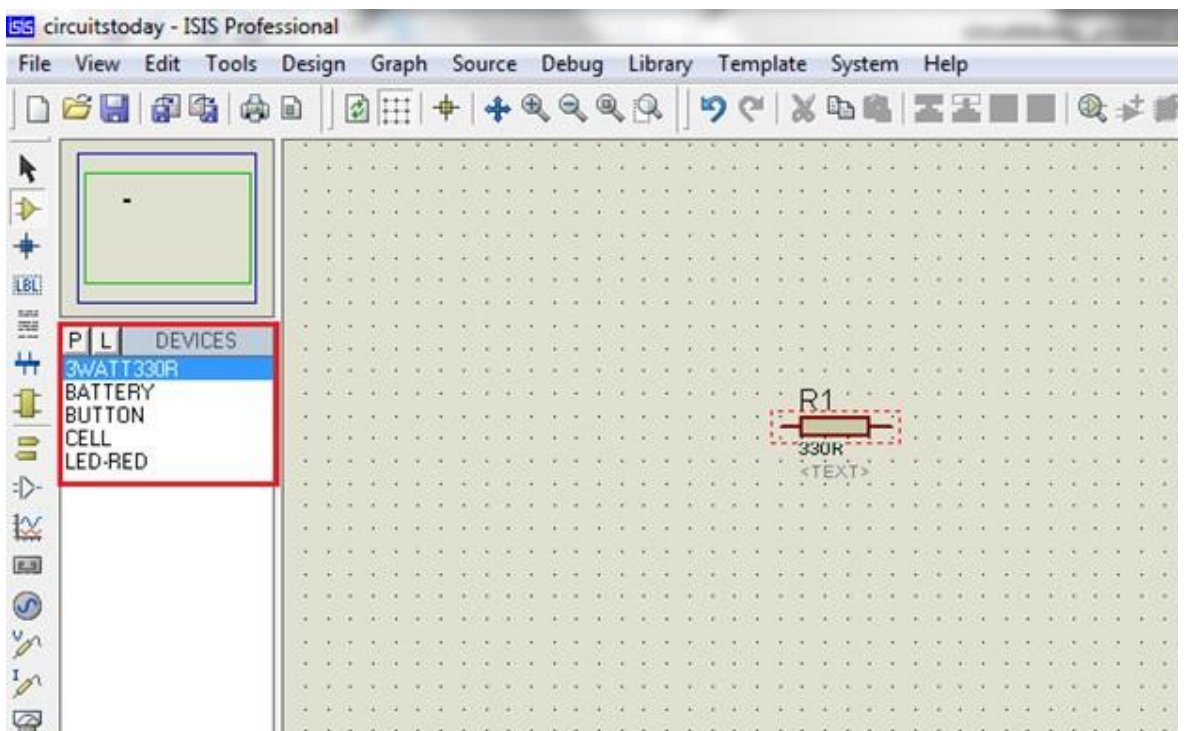 ISIS circuitstoday - ISIS Professional
File View Edit Tools Design Graph Source Debug Library Template System Help
LBL
P L DEVICES
3WATT330R
BATTERY
BUTTON
CELL
LED-RED
R1
330R
<TEXT>
V
I